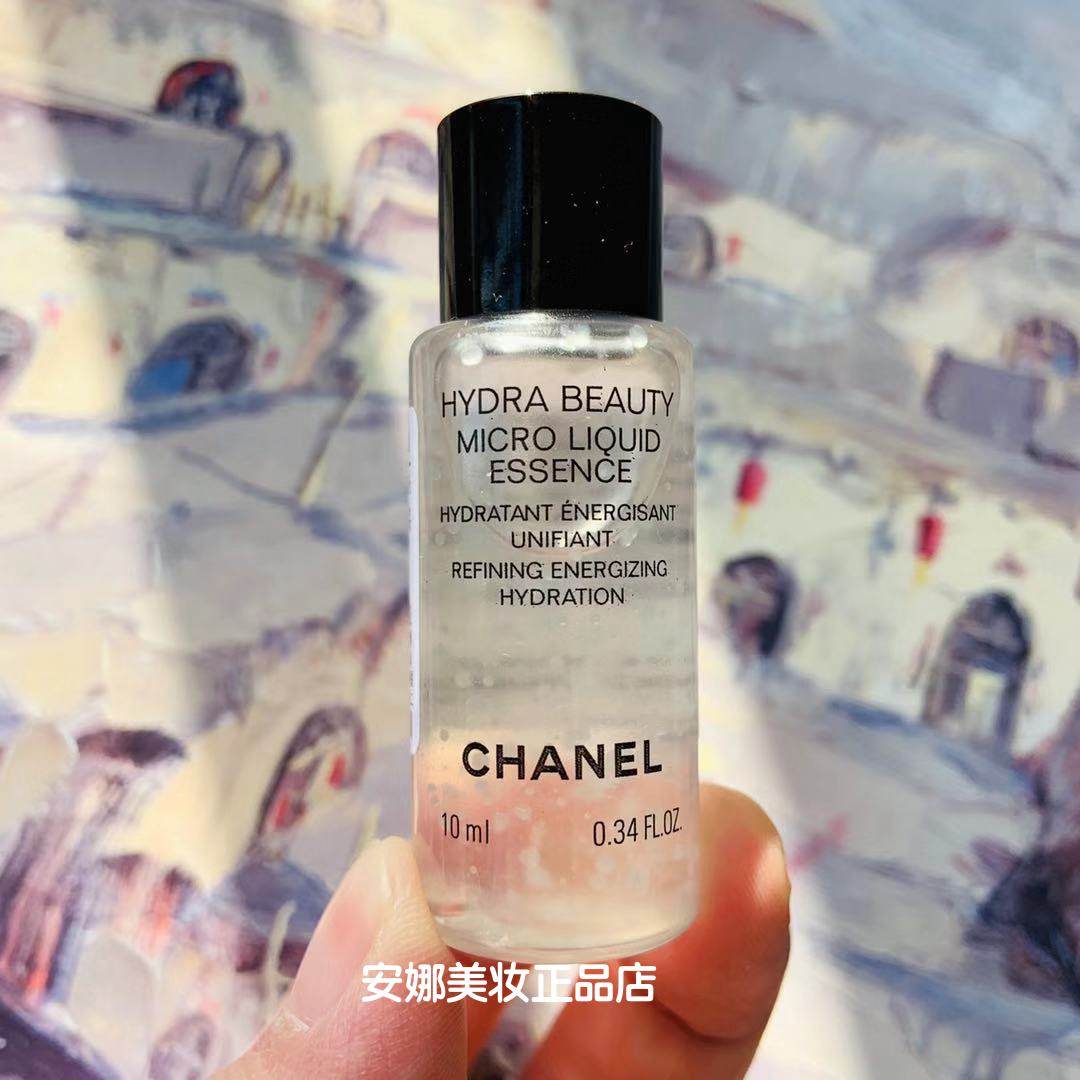 HYDRA BEAUTY
MICRO LIQUID
ESSENCE
HYDRATANT ÉNERGISANT
UNIFIANT
REFINING ENERGIZING
HYDRATION
CHANEL
10 ml 0.34 FL.OZ.
安娜美妆正品店